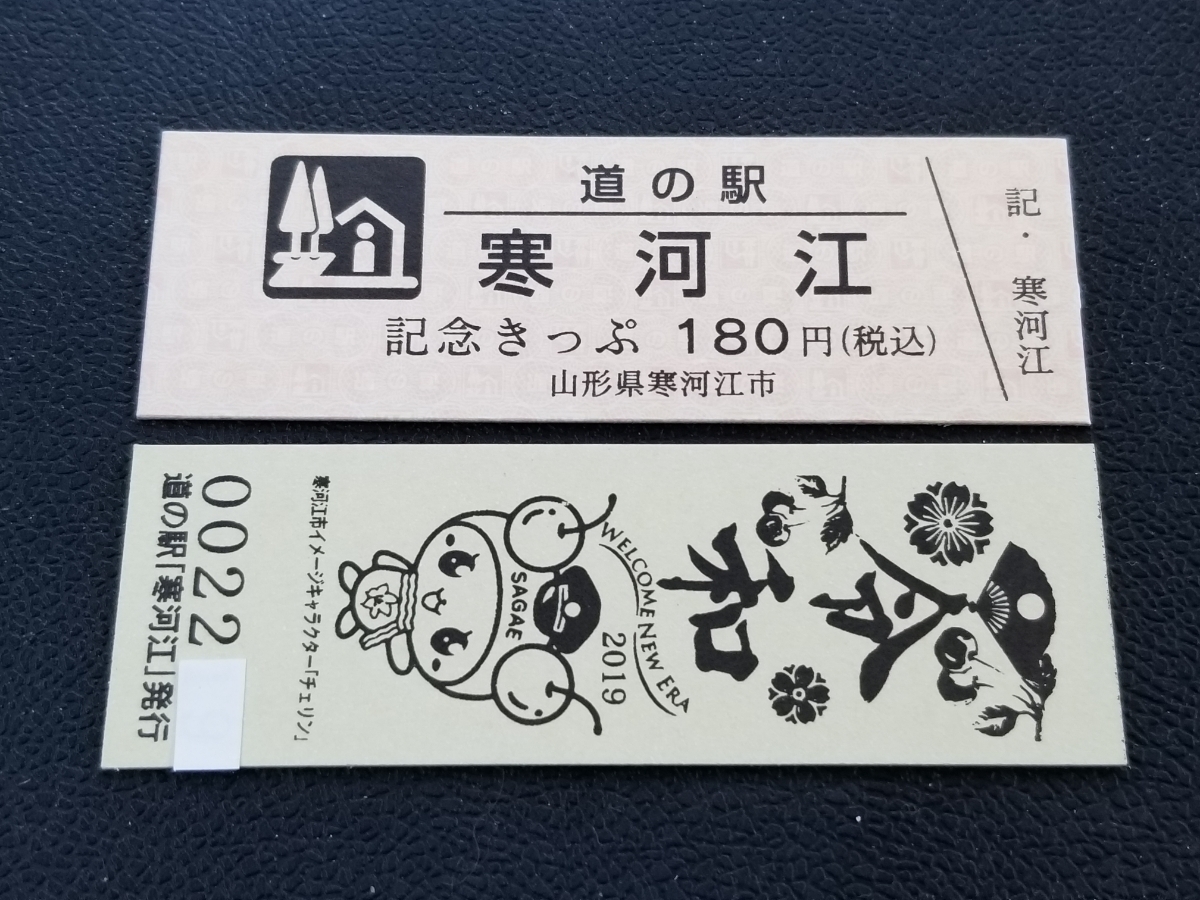 道の駅
寒河江
記念きっぷ 180円(税込)
山形県寒河江市
記・寒河江
令和
WELCOME NEW ERA
2019
SAGAE
寒河江市イメージキャラクター「チェリン」
0022
道の駅「寒河江」発行